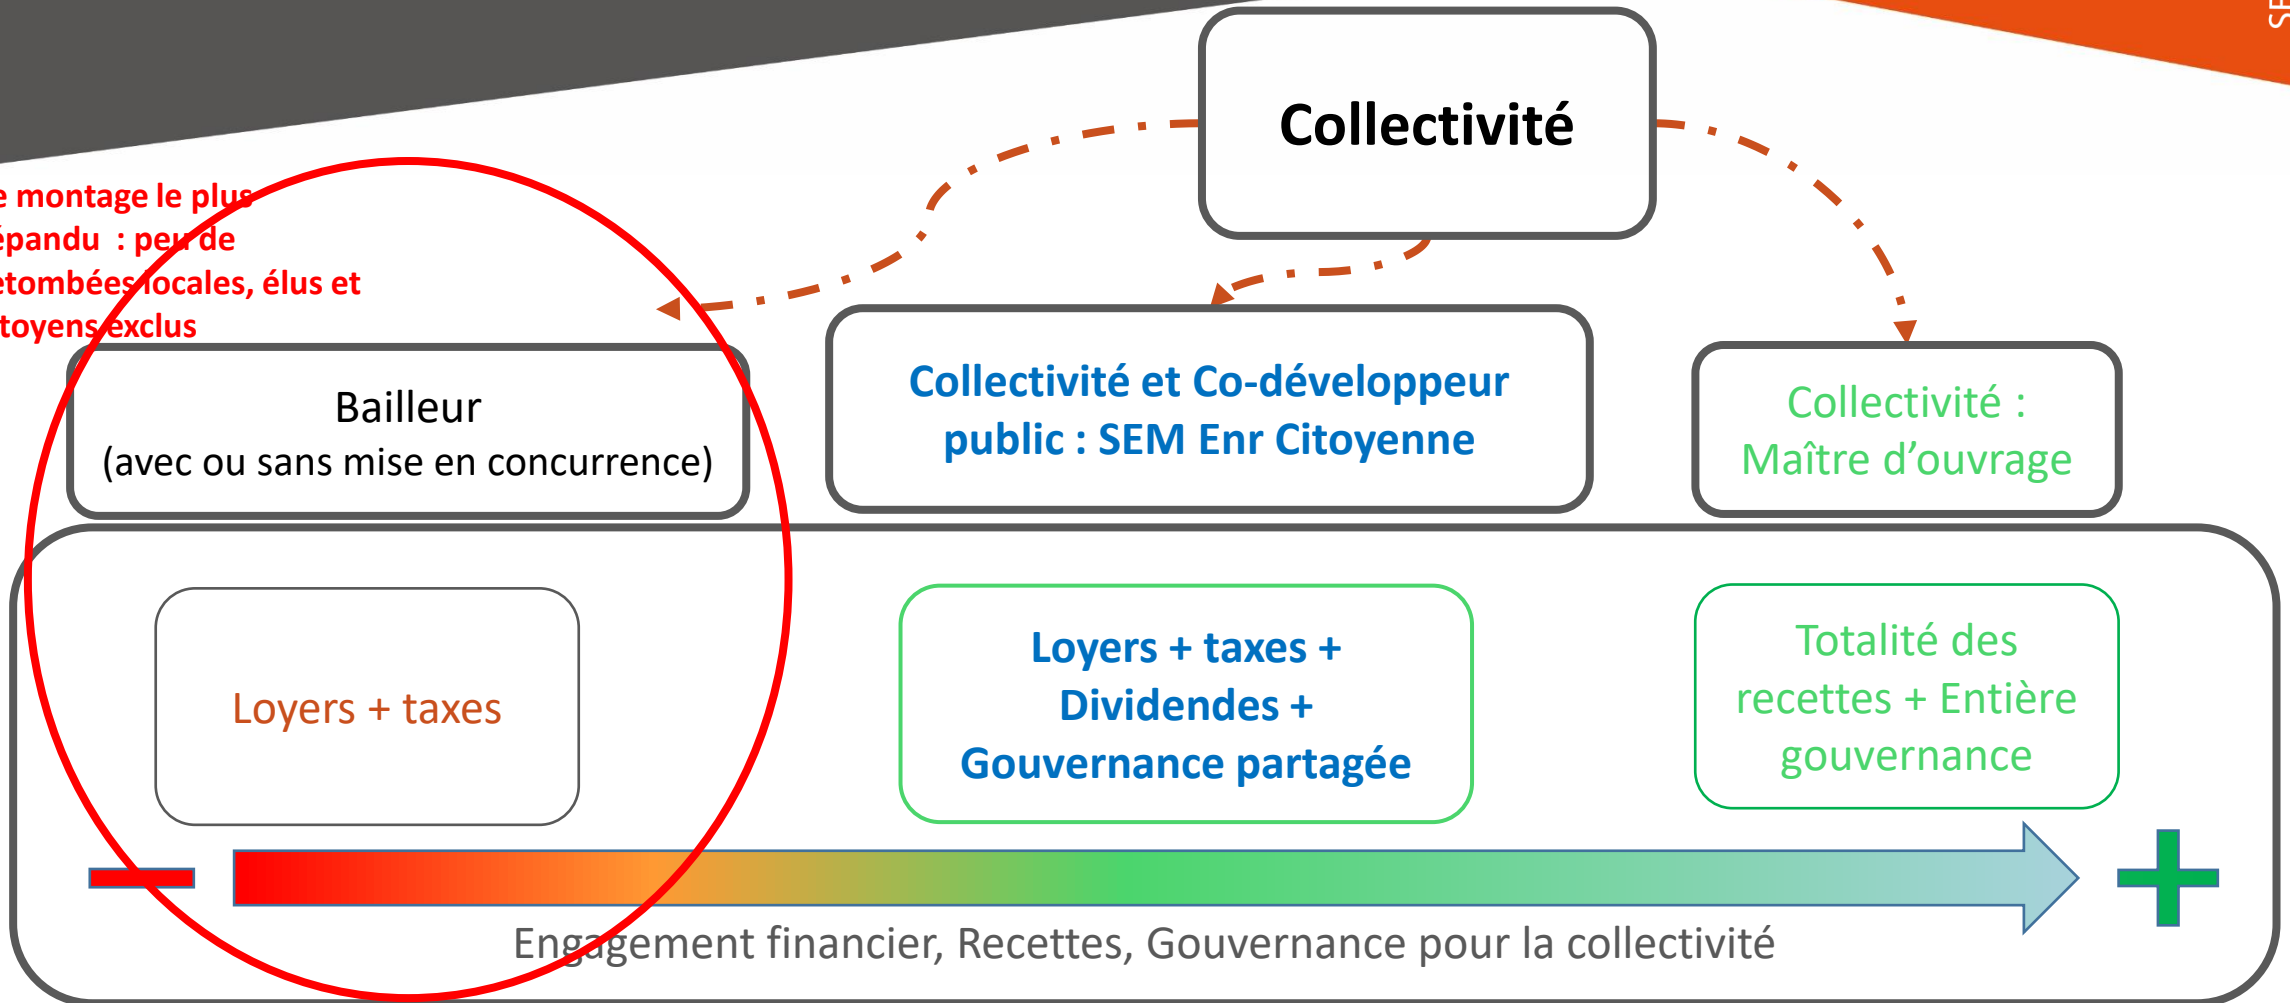 SE
Collectivité
e montage le plus
épandu : peu de
etombées locales, élus et
toyens exclus
Bailleur
(avec ou sans mise en concurrence)
Collectivité et Co-développeur
public : SEM Enr Citoyenne
Collectivité :
Maître d’ouvrage
Loyers + taxes
Loyers + taxes +
Dividendes +
Gouvernance partagée
Totalité des
recettes + Entière
gouvernance
Engagement financier, Recettes, Gouvernance pour la collectivité